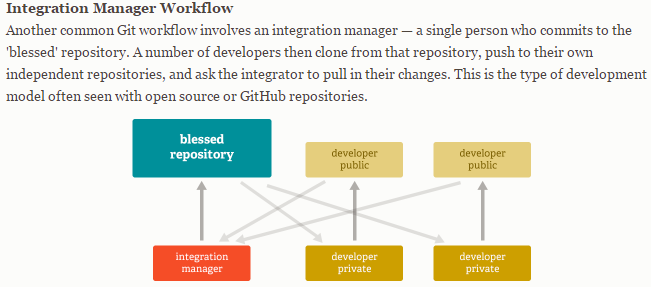 Integration Manager Workflow
Another common Git workflow involves an integration manager — a single person who commits to the
'blessed' repository. A number of developers then clone from that repository, push to their own
independent repositories, and ask the integrator to pull in their changes. This is the type of development
model often seen with open source or GitHub repositories.
blessed
repository
developer
public
developer
public
integration
manager
developer
private
developer
private